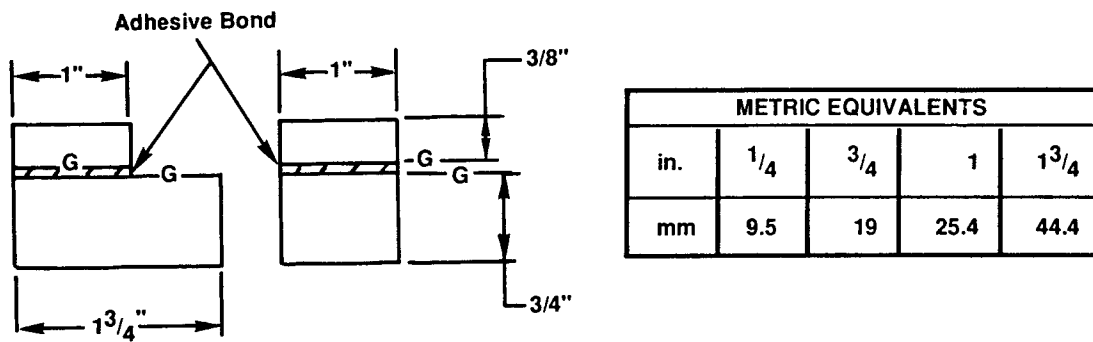 Adhesive Bond
1"
1"
3/8"
G
G
G
G
1 3/4"
3/4"
METRIC EQUIVALENTS
in. 1/4 3/4 1 1 3/4
mm 9.5 19 25.4 44.4